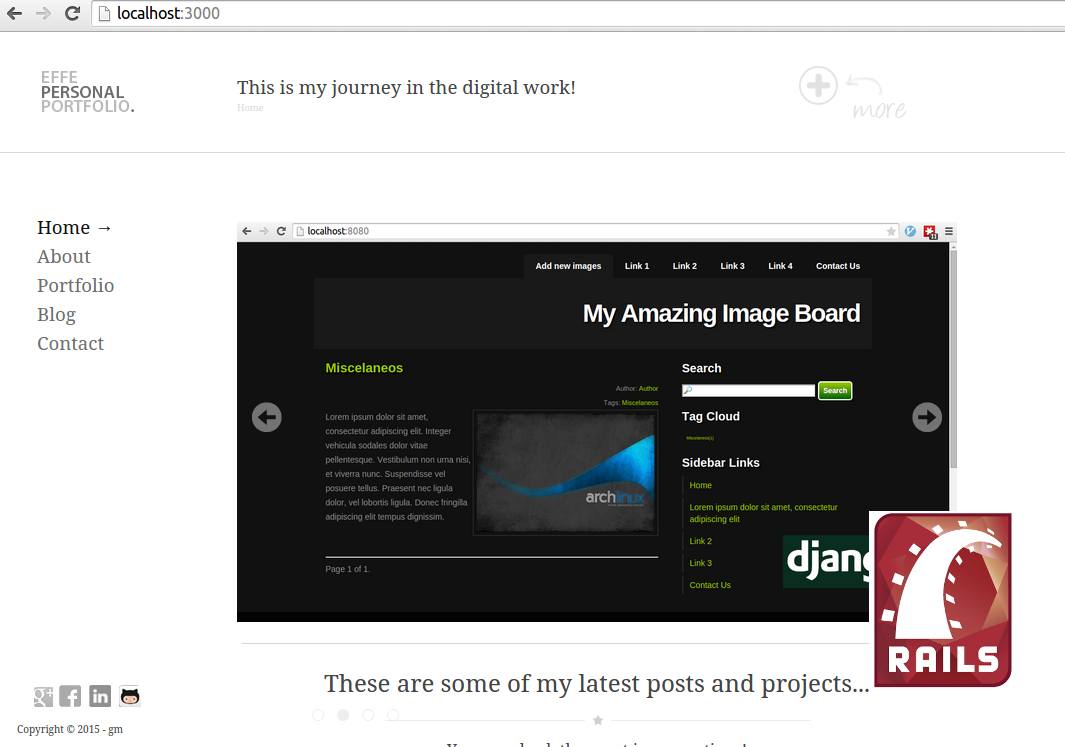 localhost:3000
EFFE
PERSONAL
PORTFOLIO.
This is my journey in the digital work!
Home
more
Home →
About
Portfolio
Blog
Contact
localhost:8080
11
Add new images Link 1 Link 2 Link 3 Link 4 Contact Us
My Amazing Image Board
Miscelaneos
Author: Author
Tags: Miscelaneos
Lorem ipsum dolor sit amet,
consectetur adipiscing elit. Integer
vehicula sodales dolor vitae
pellentesque. Vestibulum non urna nisi,
et viverra nunc. Suspendisse vel
posuere tellus. Praesent nec ligula
dolor, vel lobortis ligula. Donec fringilla
adipiscing elit tempus dignissim.
archlinux
Page 1 of 1.
Search
Search
Tag Cloud
Miscelaneos(1)
Sidebar Links
Home
Lorem ipsum dolor sit amet, consectetur
adipiscing elit
Link 2
Link 3
Contact Us
djang
RAILS
These are some of my latest posts and projects...
Copyright © 2015 - gm